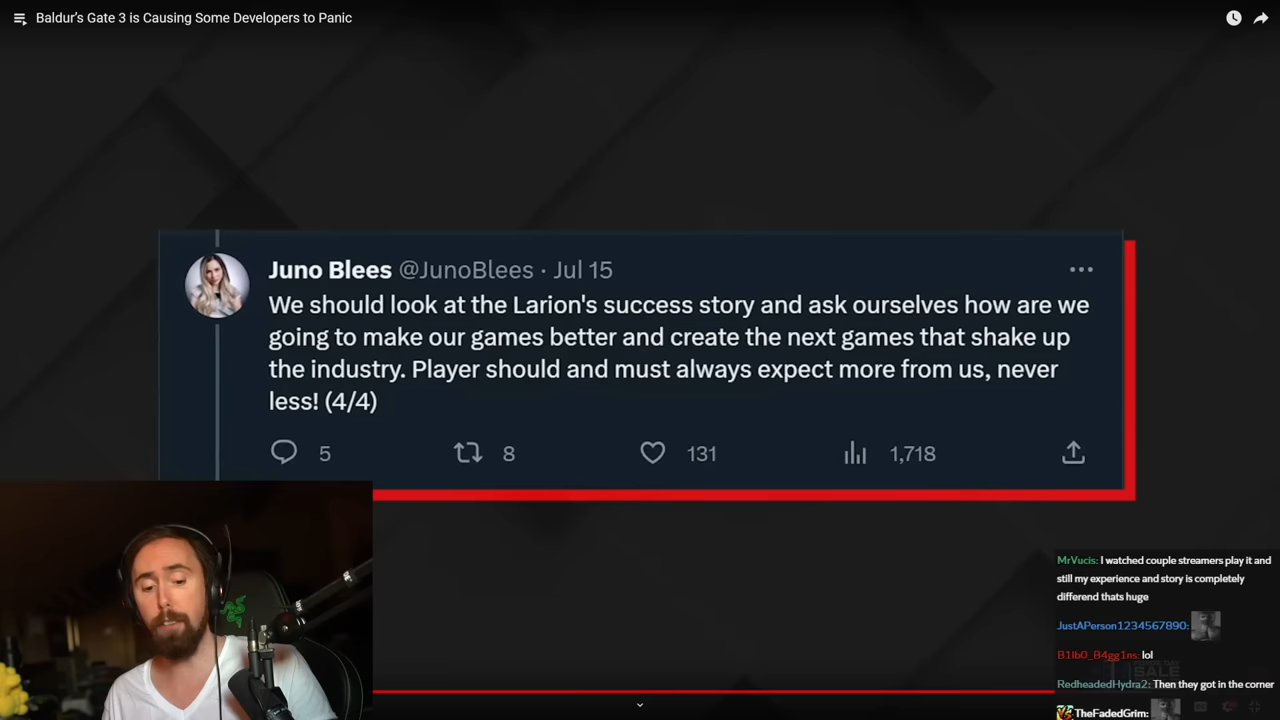 Baldur’s Gate 3 is Causing Some Developers to Panic
Juno Blees @JunoBlees · Jul 15
We should look at the Larion's success story and ask ourselves how are we
going to make our games better and create the next games that shake up
the industry. Player should and must always expect more from us, never
less! (4/4)
5 8 131 1,718
MrVucis: I watched couple streamers play it and
still my experience and story is completely
differend thats huge
JustAPerson1234567890:
B1lbO_B4gg1ns: lol
SALE
RedheadedHydra2: Then they got in the corner
TheFadedGrim: